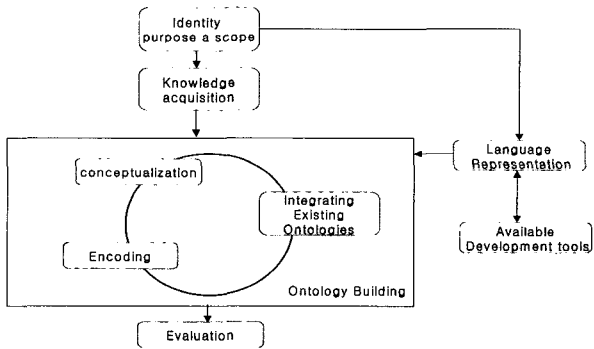 Identity
purpose a scope
Knowledge
acquisition
Language
Representation
conceptualization
Integrating
Existing
Ontologies
Available
Development tools
Encoding
Ontology Building
Evaluation